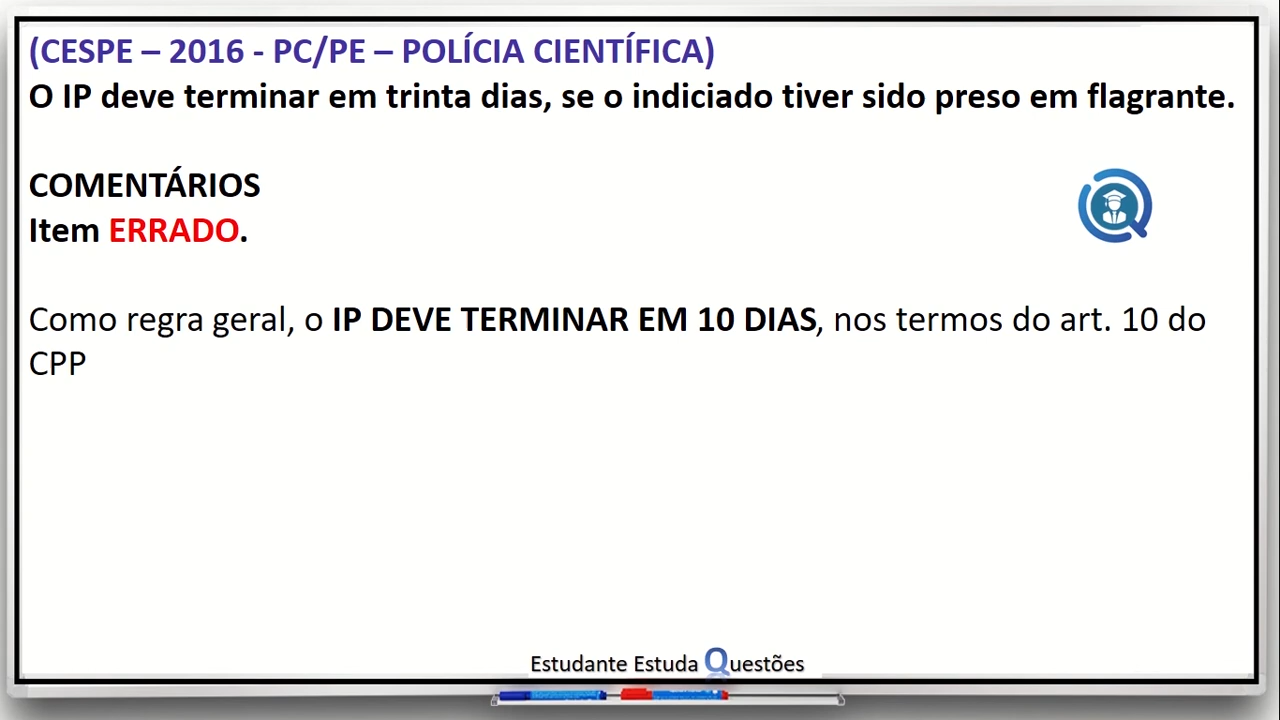 (CESPE – 2016 - PC/PE – POLÍCIA CIENTÍFICA)
O IP deve terminar em trinta dias, se o indiciado tiver sido preso em flagrante.
COMENTÁRIOS
Item ERRADO.
Como regra geral, o IP DEVE TERMINAR EM 10 DIAS, nos termos do art. 10 do
CPP
Estudante Estuda Questões